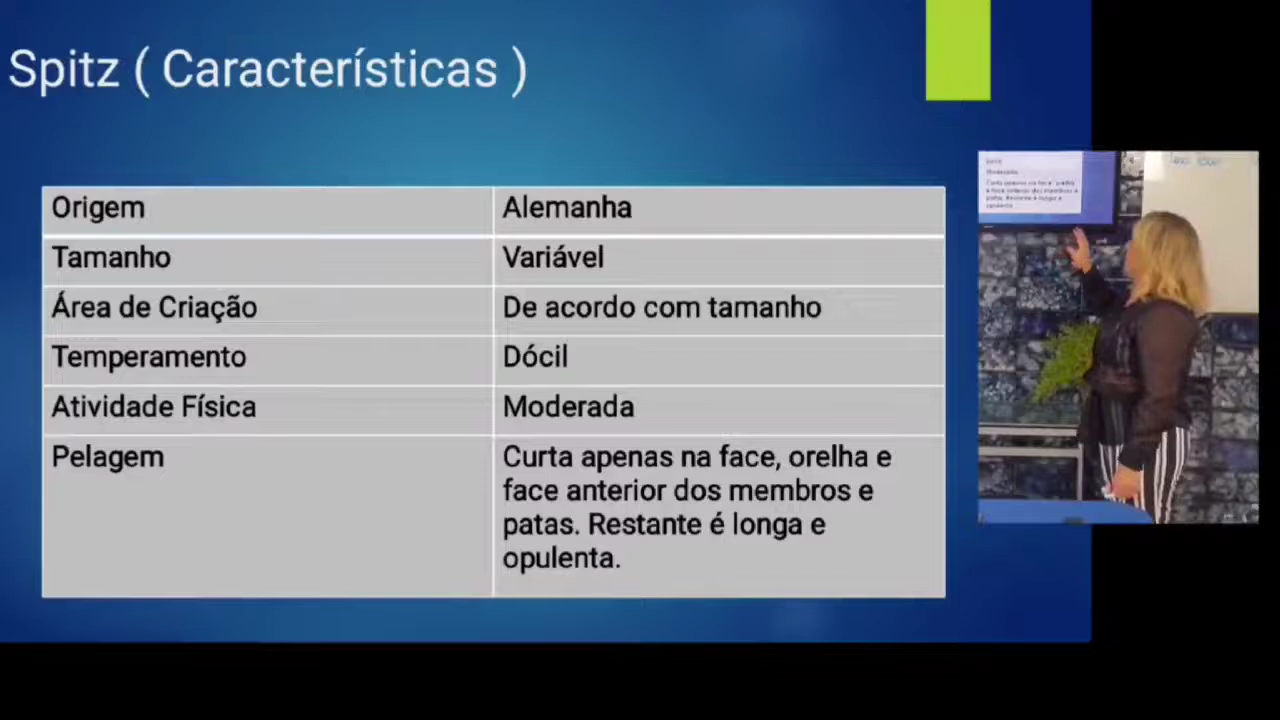 Spitz ( Características )
Origem
Alemanha
Tamanho
Variável
Área de Criação
De acordo com tamanho
Temperamento
Dócil
Atividade Física
Moderada
Pelagem
Curta apenas na face, orelha e
face anterior dos membros e
patas. Restante é longa e
opulenta.